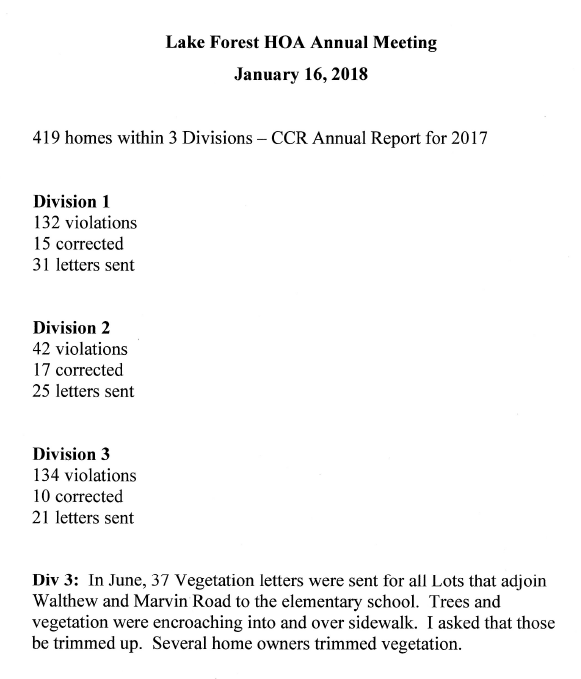 Lake Forest HOA Annual Meeting
January 16, 2018
419 homes within 3 Divisions – CCR Annual Report for 2017
Division 1
132 violations
15 corrected
31 letters sent
Division 2
42 violations
17 corrected
25 letters sent
Division 3
134 violations
10 corrected
21 letters sent
Div 3:  In June, 37 Vegetation letters were sent for all Lots that adjoin
Walthew and Marvin Road to the elementary school.  Trees and
vegetation were encroaching into and over sidewalk.  I asked that those
be trimmed up.  Several home owners trimmed vegetation.